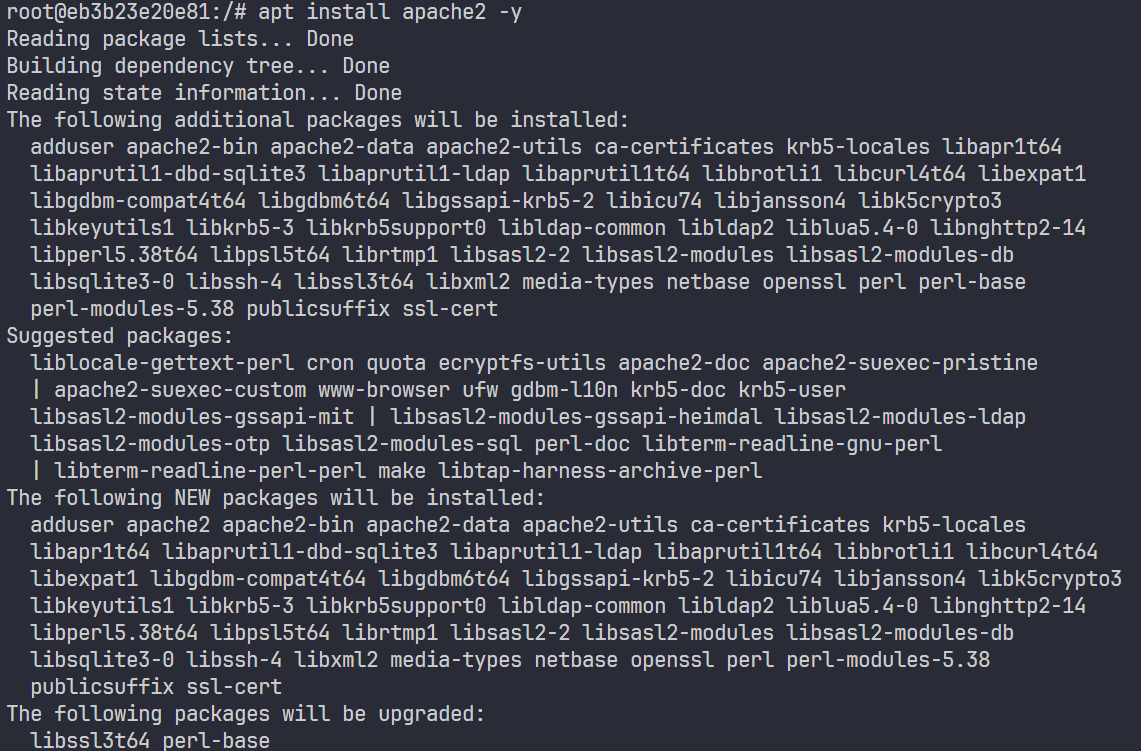 root@eb3b23e20e81:/# apt install apache2 -y
Reading package lists... Done
Building dependency tree... Done
Reading state information... Done
The following additional packages will be installed:
  adduser apache2-bin apache2-data apache2-utils ca-certificates krb5-locales libapr1t64
  libaprutil1-dbd-sqlite3 libaprutil1-ldap libaprutil1t64 libbrotli1 libcurl4t64 libexpat1
  libgdbm-compat4t64 libgdbm6t64 libgssapi-krb5-2 libicu74 libjansson4 libk5crypto3
  libkeyutils1 libkrb5-3 libkrb5support0 libldap-common libldap2 liblua5.4-0 libnghttp2-14
  libperl5.38t64 libpsl5t64 librtmp1 libsasl2-2 libsasl2-modules libsasl2-modules-db
  libsqlite3-0 libssh-4 libssl3t64 libxml2 media-types netbase openssl perl perl-base
  perl-modules-5.38 publicsuffix ssl-cert
Suggested packages:
  liblocale-gettext-perl cron quota ecryptfs-utils apache2-doc apache2-suexec-pristine
  | apache2-suexec-custom www-browser ufw gdbm-l10n krb5-doc krb5-user
  libsasl2-modules-gssapi-mit | libsasl2-modules-gssapi-heimdal libsasl2-modules-ldap
  libsasl2-modules-otp libsasl2-modules-sql perl-doc libterm-readline-gnu-perl
  | libterm-readline-perl-perl make libtap-harness-archive-perl
The following NEW packages will be installed:
  adduser apache2 apache2-bin apache2-data apache2-utils ca-certificates krb5-locales
  libapr1t64 libaprutil1-dbd-sqlite3 libaprutil1-ldap libaprutil1t64 libbrotli1 libcurl4t64
  libexpat1 libgdbm-compat4t64 libgdbm6t64 libgssapi-krb5-2 libicu74 libjansson4 libk5crypto3
  libkeyutils1 libkrb5-3 libkrb5support0 libldap-common libldap2 liblua5.4-0 libnghttp2-14
  libperl5.38t64 libpsl5t64 librtmp1 libsasl2-2 libsasl2-modules libsasl2-modules-db
  libsqlite3-0 libssh-4 libxml2 media-types netbase openssl perl perl-modules-5.38
  publicsuffix ssl-cert
The following packages will be upgraded:
  libssl3t64 perl-base